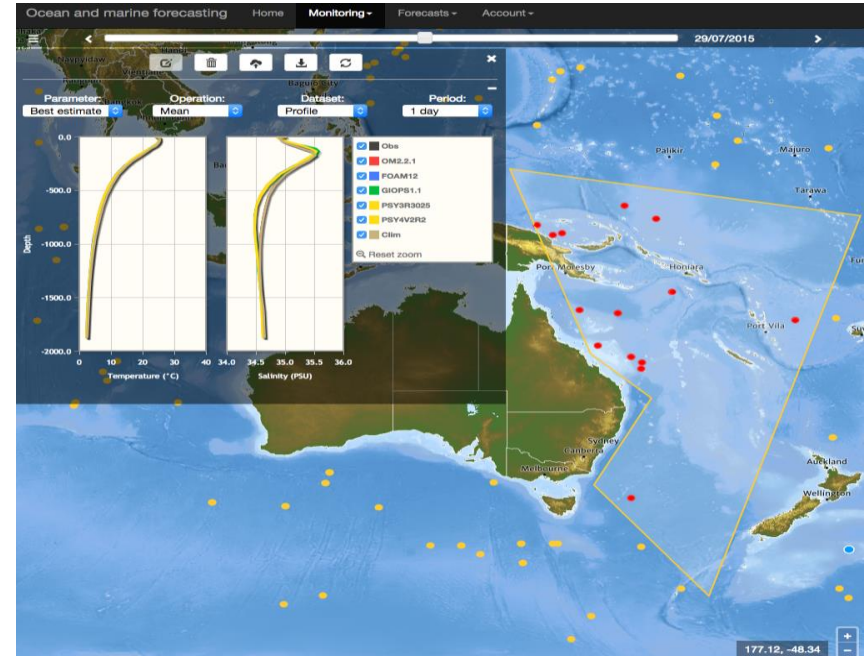 Ocean and marine forecasting Home Monitoring Forecasts Account
29/07/2015
Parameter: Operation: Dataset: Period:
Best estimate Mean Profile 1 day
Depth
0.0
-500.0
-1000.0
-1500.0
-2000.0
0 10 20 30 40
Temperature (°C)
34.0 34.5 35.0 35.5 36.0
Salinity (PSU)
Obs
OM2.2.1
FOAM12
GIOPS1.1
PSY3R3025
PSY4V2R2
Clim
Reset zoom
Palikir
Majuro
Tarawa
Port Moresby
Honiara
Port Vila
Sydney
Canberra
Melbourne
Auckland
Wellington
177.12, -48.34